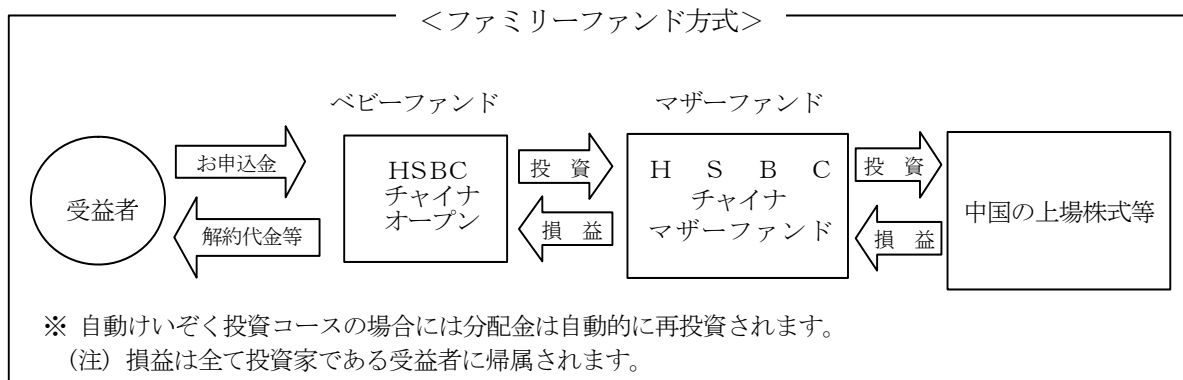 ＜ファミリーファンド方式＞
ベビーファンド
マザーファンド
受益者
お申込金
解約代金等
HSBC
チャイナ
オープン
投　資
損　益
Ｈ　Ｓ　Ｂ　Ｃ
チャイナ
マザーファンド
投　資
損　益
中国の上場株式等
※ 自動けいぞく投資コースの場合には分配金は自動的に再投資されます。
（注）損益は全て投資家である受益者に帰属されます。